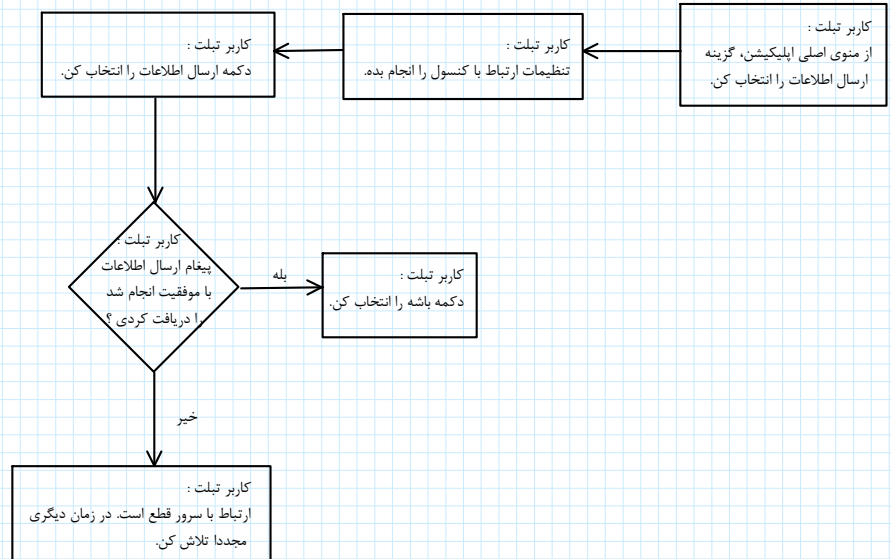 کاربر تبلت :
از منوی اصلی اپلیکیشن، گزینه
ارسال اطلاعات را انتخاب کن.
کاربر تبلت :
تنظیمات ارتباط با کنسول را انجام بده.
کاربر تبلت :
دکمه ارسال اطلاعات را انتخاب کن.
کاربر تبلت :
پیغام ارسال اطلاعات
با موفقیت انجام شد
را دریافت کردی ؟
بله
کاربر تبلت :
دکمه باشه را انتخاب کن.
خیر
کاربر تبلت :
ارتباط با سرور قطع است. در زمان دیگری
مجددا تلاش کن.